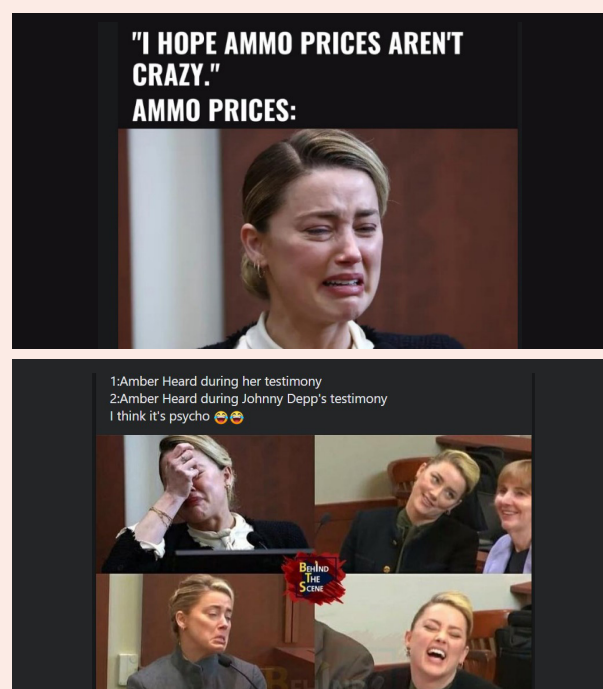 "I HOPE AMMO PRICES AREN'T
CRAZY."
AMMO PRICES:
1:Amber Heard during her testimony
2:Amber Heard during Johnny Depp's testimony
I think it's psycho 😂😂
BEHIND
THE
SCENE